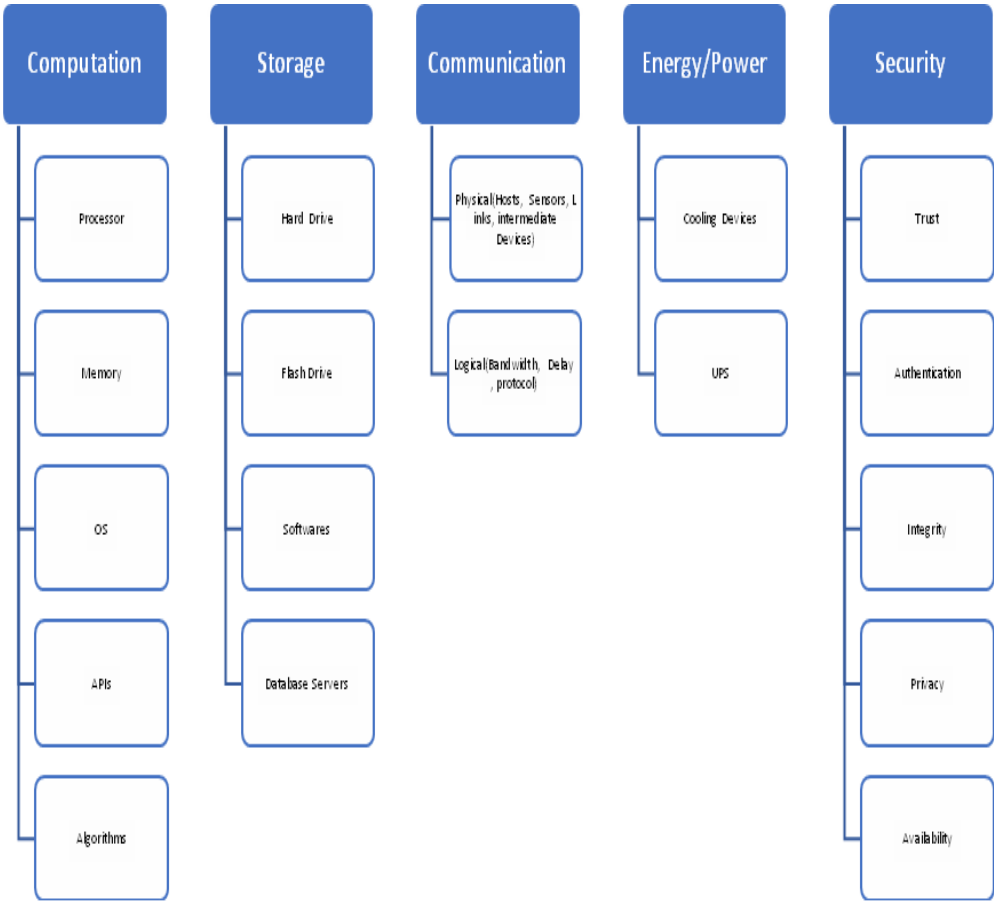 Computation
Processor
Memory
OS
APIs
Algorithms
Storage
Hard Drive
Flash Drive
Softwares
Database Servers
Communication
Physical(Hosts, Sensors, L
inks, intermediate
Devices)
Logical(Bandwidth, Delay
, protocol)
Energy/Power
Cooling Devices
UPS
Security
Trust
Authentication
Integrity
Privacy
Availability